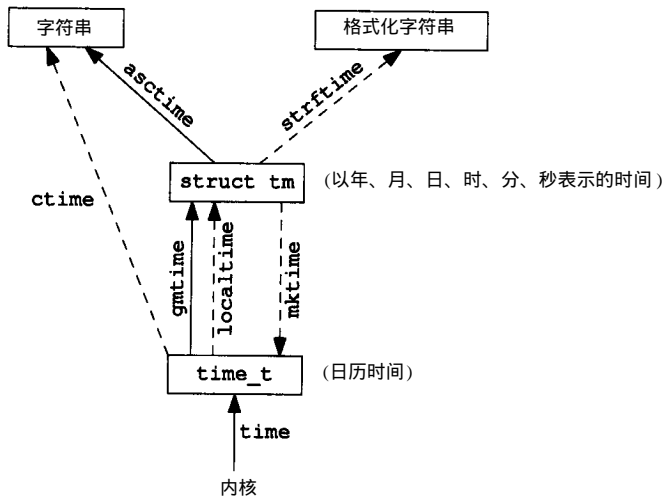 字符串
格式化字符串
asctime
strftime
struct tm
(以年、月、日、时、分、秒表示的时间)
ctime
gmtime
localtime
mktime
time_t
(日历时间)
time
内核